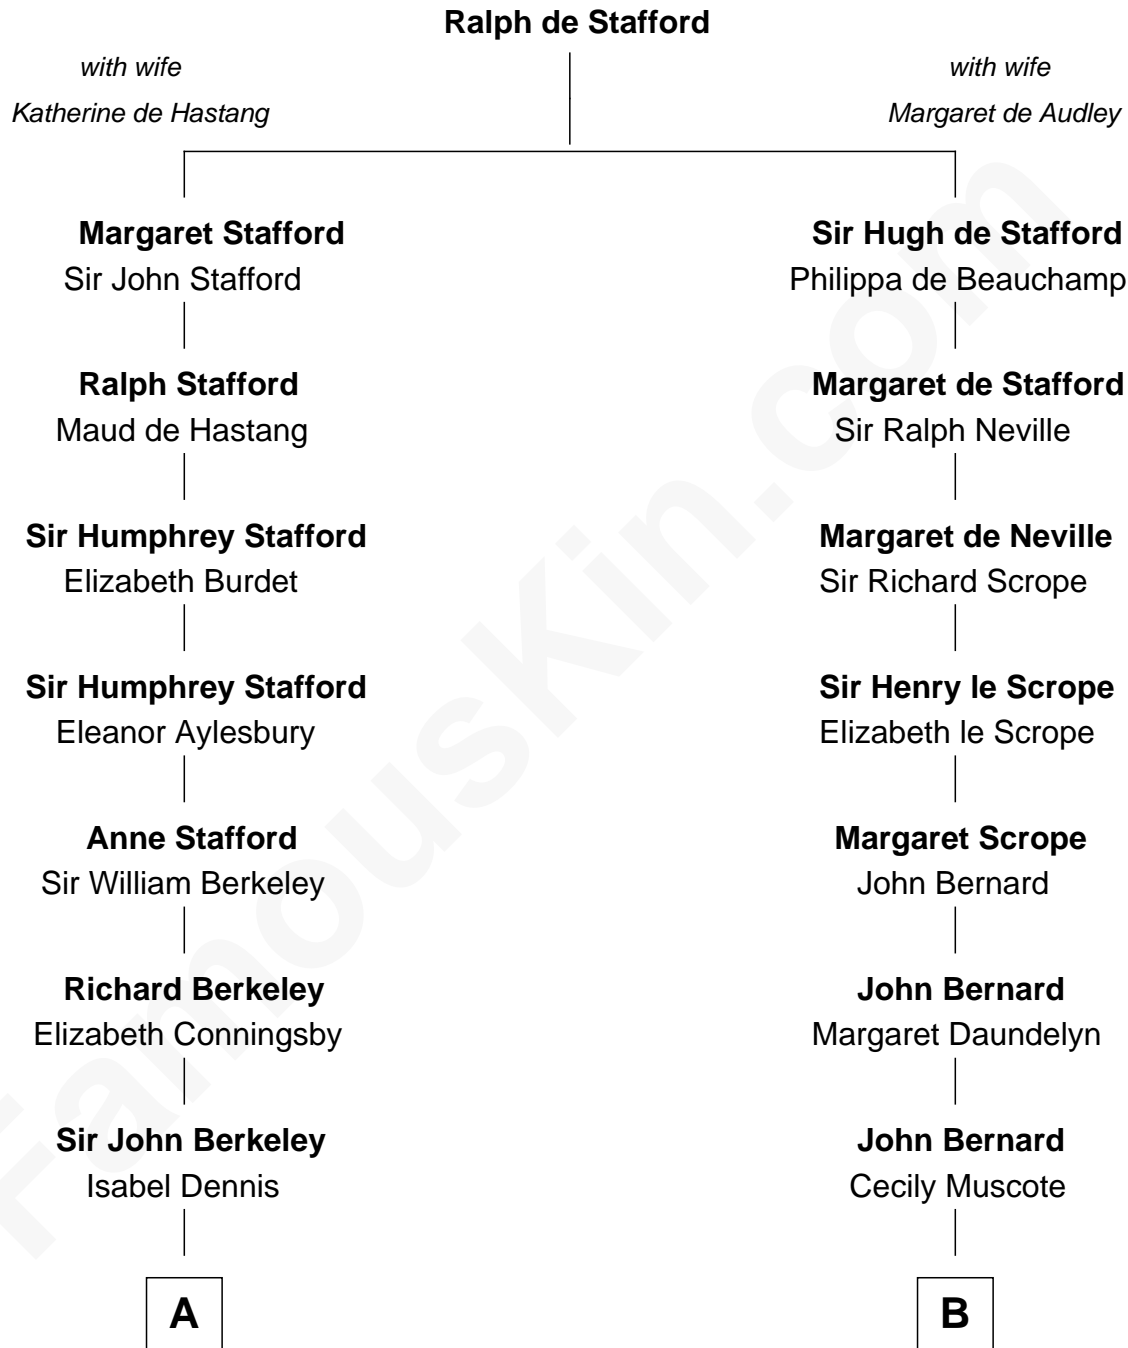 Ralph de Stafford
with wife
Katherine de Hastang
with wife
Margaret de Audley
Margaret Stafford
Sir John Stafford
Sir Hugh de Stafford
Philippa de Beauchamp
Ralph Stafford
Maud de Hastang
Margaret de Stafford
Sir Ralph Neville
Sir Humphrey Stafford
Elizabeth Burdet
Margaret de Neville
Sir Richard Scrope
Sir Humphrey Stafford
Eleanor Aylesbury
Sir Henry le Scrope
Elizabeth le Scrope
Anne Stafford
Sir William Berkeley
Margaret Scrope
John Bernard
Richard Berkeley
Elizabeth Conningsby
John Bernard
Margaret Daundelyn
Sir John Berkeley
Isabel Dennis
John Bernard
Cecily Muscote
A
B
FamousKin.com